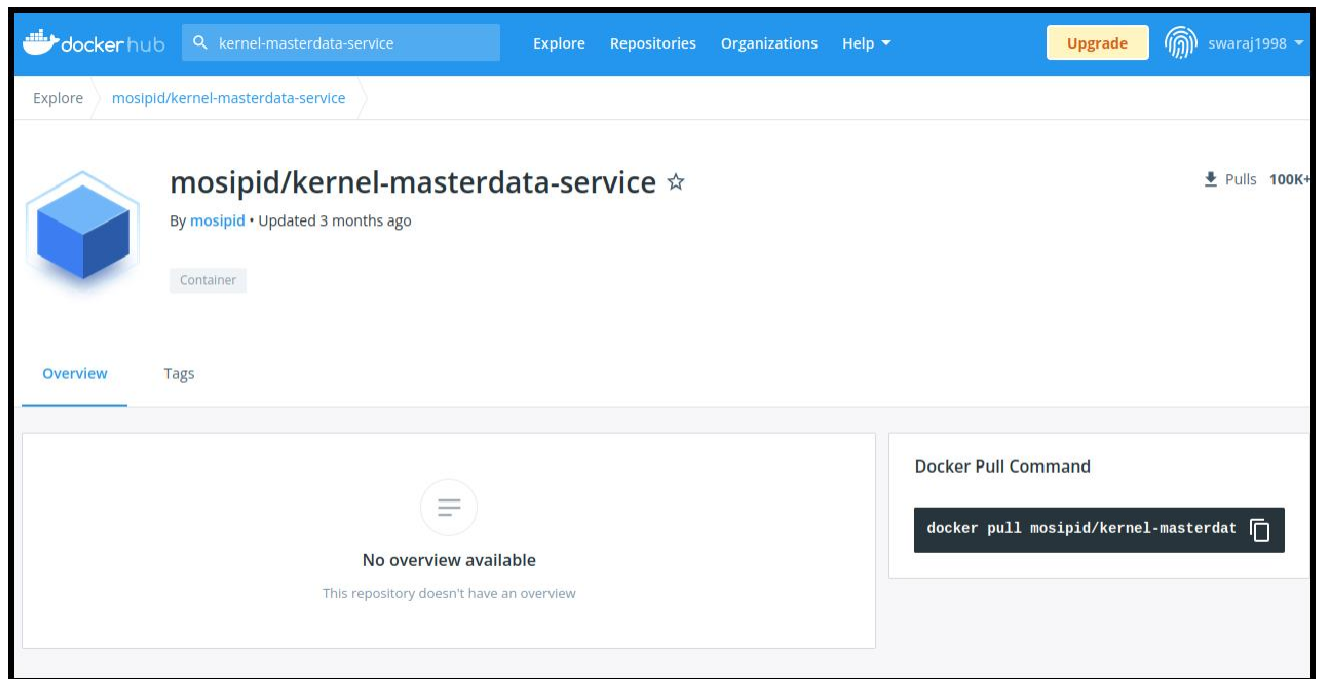 dockerhub kernel-masterdata-service Explore Repositories Organizations Help Upgrade swaraj1998
Explore mosipid/kernel-masterdata-service
mosipid/kernel-masterdata-service
Pulls 100K+
By mosipid • Updated 3 months ago
Container
Overview Tags
Docker Pull Command
docker pull mosipid/kernel-masterdat
No overview available
This repository doesn't have an overview